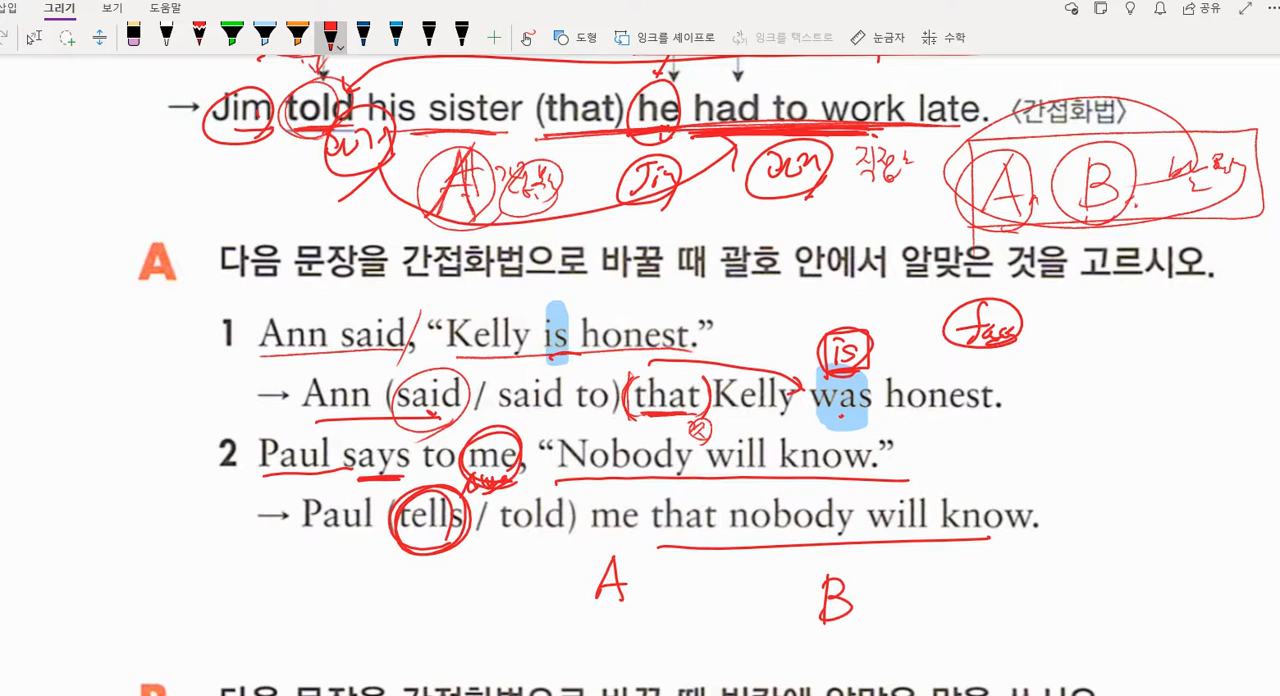 삽입 그리기 보기 도움말 공유
도형 잉크를 셰이프로 잉크를 텍스트로 눈금자 수학
→ Jim told his sister (that) he had to work late. 〈간접화법〉
A Jim A B
A 다음 문장을 간접화법으로 바꿀 때 괄호 안에서 알맞은 것을 고르시오.
1 Ann said, “Kelly is honest.”
is
→ Ann (said / said to) (that) Kelly was honest.
2 Paul says to me, “Nobody will know.”
→ Paul (tells / told) me that nobody will know.
A B